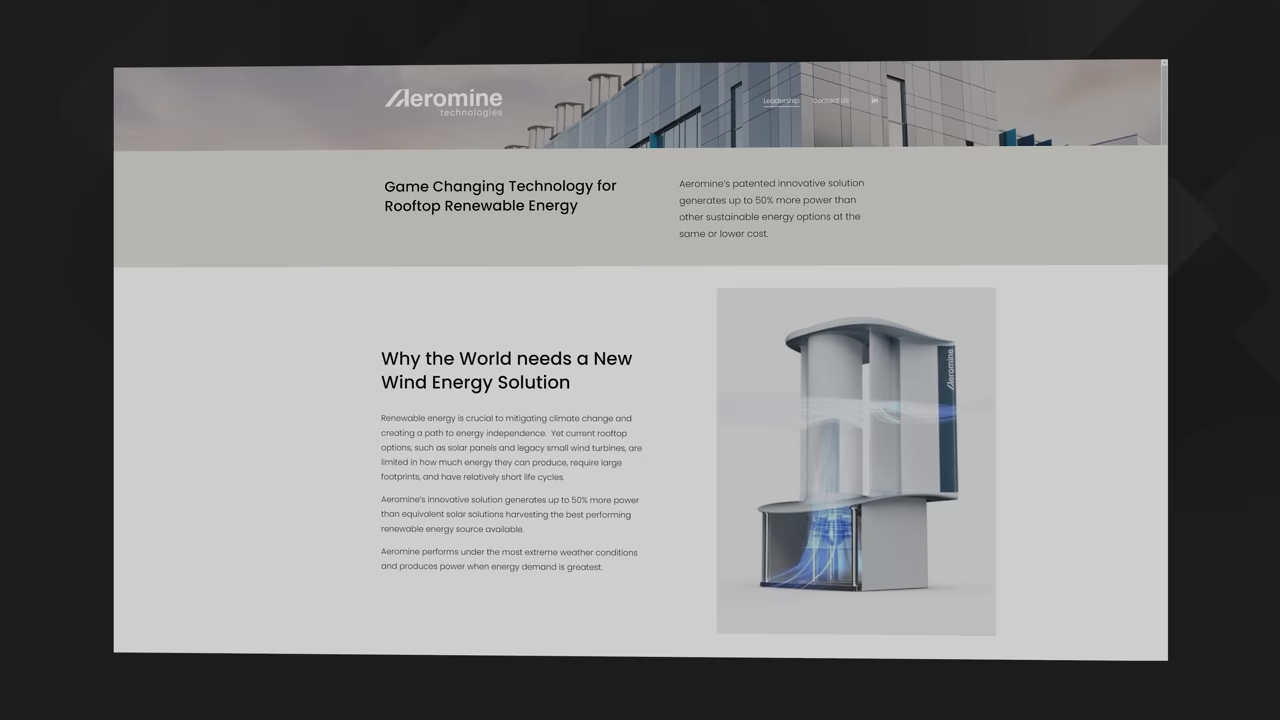 Aeromine
technologies
Leadership
Contact Us
in
Game Changing Technology for
Rooftop Renewable Energy
Aeromine's patented innovative solution
generates up to 50% more power than
other sustainable energy options at the
same or lower cost.
Why the World needs a New
Wind Energy Solution
Renewable energy is crucial to mitigating climate change and
creating a path to energy independence.  Yet current rooftop
options, such as solar panels and legacy small wind turbines, are
limited in how much energy they can produce, require large
footprints, and have relatively short life cycles.
Aeromine's innovative solution generates up to 50% more power
than equivalent solar solutions harvesting the best performing
renewable energy source available.
Aeromine performs under the most extreme weather conditions
and produces power when energy demand is greatest.
Aeromine